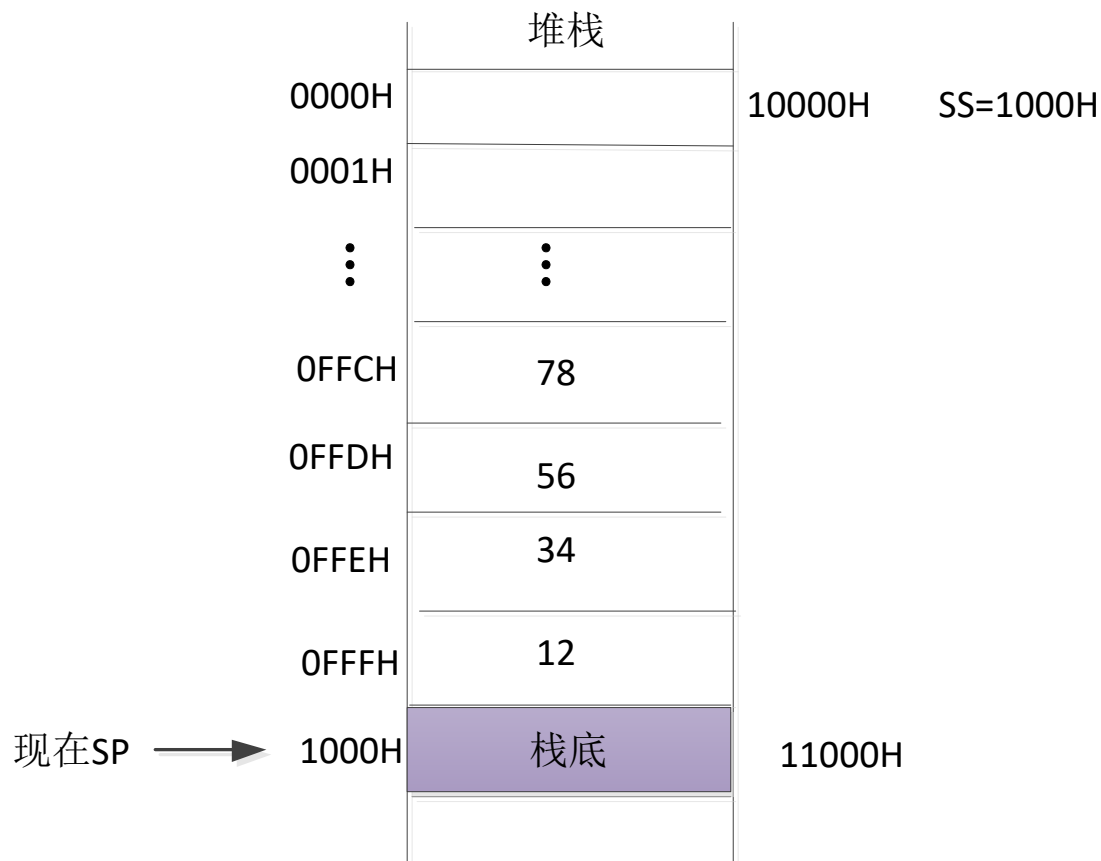 堆栈
0000H 10000H SS=1000H
0001H
0FFCH 78
0FFDH 56
0FFEH 34
0FFFH 12
现在SP 1000H 栈底 11000H